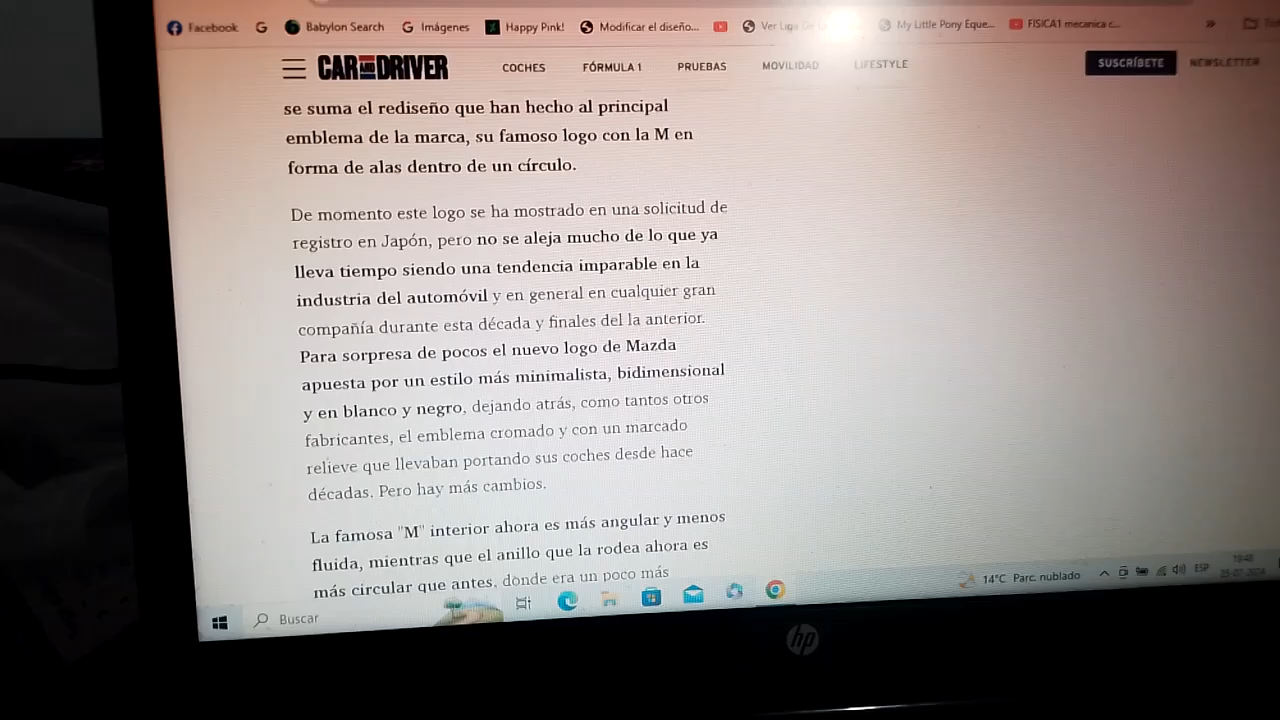 Facebook
Babylon Search
Imágenes
Happy Pink!
Modificar el diseño...
Ver Liga De
My Little Pony Eque...
FISICA1 mecanica c...
»
CAR AND DRIVER
COCHES
FÓRMULA 1
PRUEBAS
MOVILIDAD
LIFESTYLE
SUSCRÍBETE
NEWSLETTER
se suma el rediseño que han hecho al principal
emblema de la marca, su famoso logo con la M en
forma de alas dentro de un círculo.
De momento este logo se ha mostrado en una solicitud de
registro en Japón, pero no se aleja mucho de lo que ya
lleva tiempo siendo una tendencia imparable en la
industria del automóvil y en general en cualquier gran
compañía durante esta década y finales del la anterior.
Para sorpresa de pocos el nuevo logo de Mazda
apuesta por un estilo más minimalista, bidimensional
y en blanco y negro, dejando atrás, como tantos otros
fabricantes, el emblema cromado y con un marcado
relieve que llevaban portando sus coches desde hace
décadas. Pero hay más cambios.
La famosa "M" interior ahora es más angular y menos
fluida, mientras que el anillo que la rodea ahora es
más circular que antes, donde era un poco más
Buscar
14°C Parc. nublado
ESP
hp